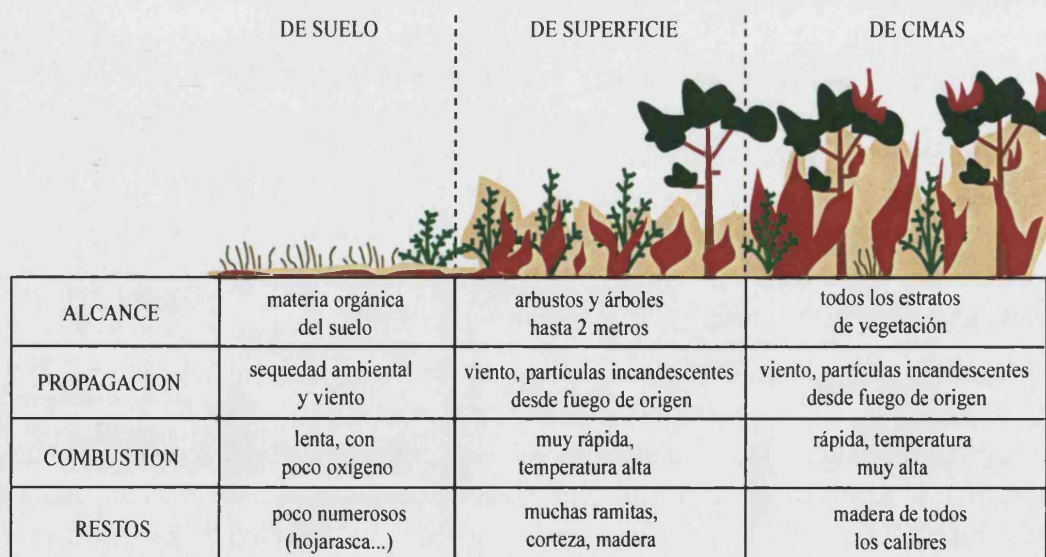 DE SUELO DE SUPERFICIE DE CIMAS
ALCANCE
materia orgánica
del suelo
arbustos y árboles
hasta 2 metros
todos los estratos
de vegetación
PROPAGACION
sequedad ambiental
y viento
viento, partículas incandescentes
desde fuego de origen
viento, partículas incandescentes
desde fuego de origen
COMBUSTION
lenta, con
poco oxígeno
muy rápida,
temperatura alta
rápida, temperatura
muy alta
RESTOS
poco numerosos
(hojarasca...)
muchas ramitas,
corteza, madera
madera de todos
los calibres